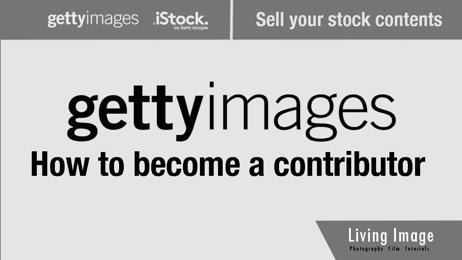 gettyimages iStock. Sell your stock contents
by Getty Images
gettyimages
How to become a contributor
Living Image
Photography Film Tutorials